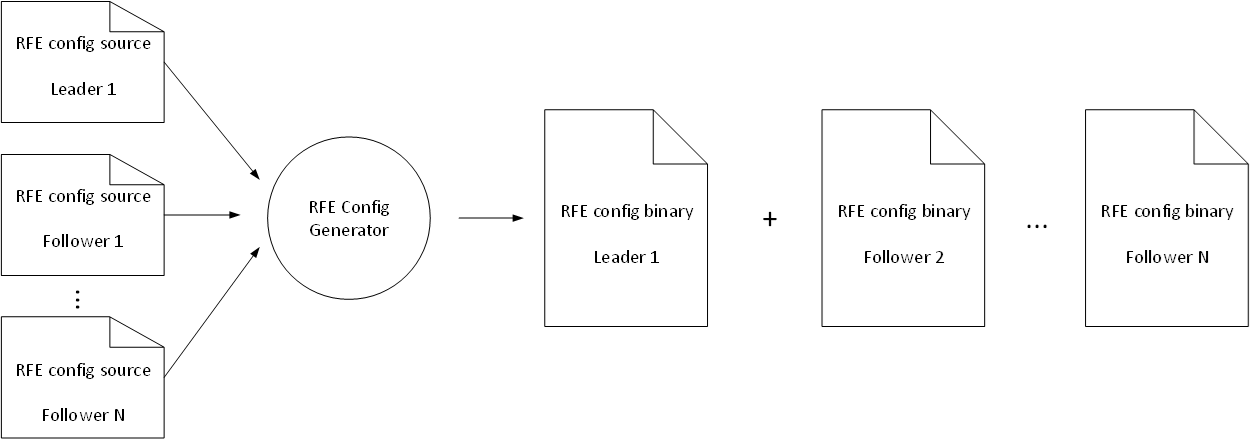 RFE config source
Leader 1
RFE config source
Follower 1
⋮
RFE config source
Follower N
RFE Config
Generator
RFE config binary
Leader 1
+
RFE config binary
Follower 2
...
RFE config binary
Follower N